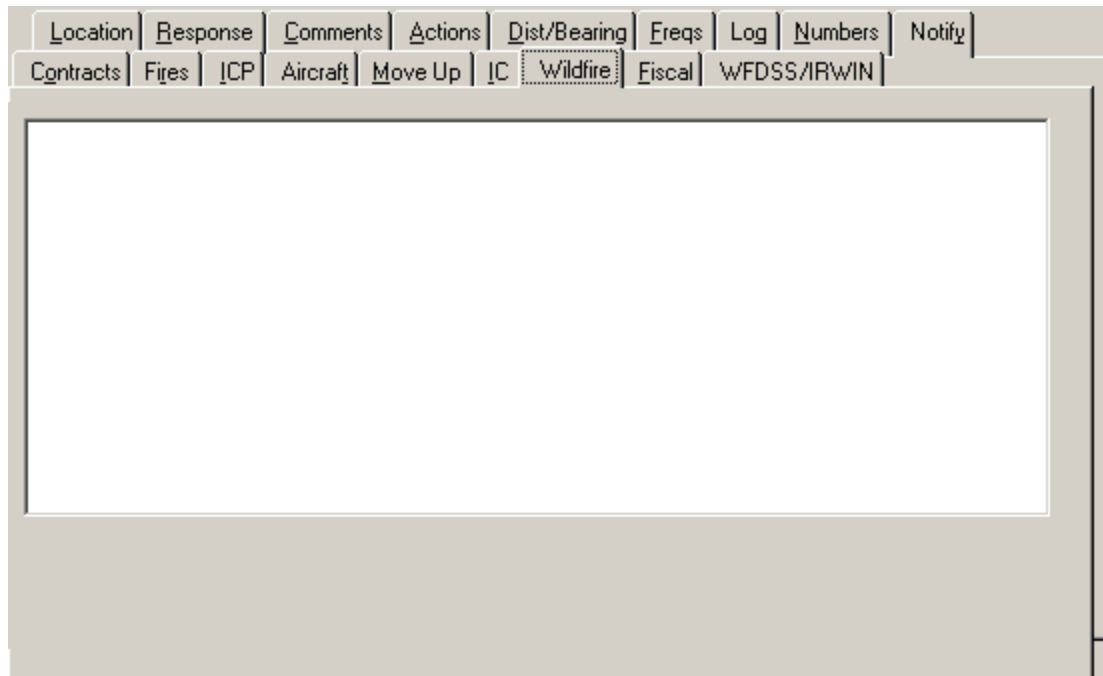 Location Response Comments Actions Dist/Bearing Freqs Log Numbers Notify
Contracts Fires ICP Aircraft Move Up IC Wildfire Fiscal WFDSS/IRWIN